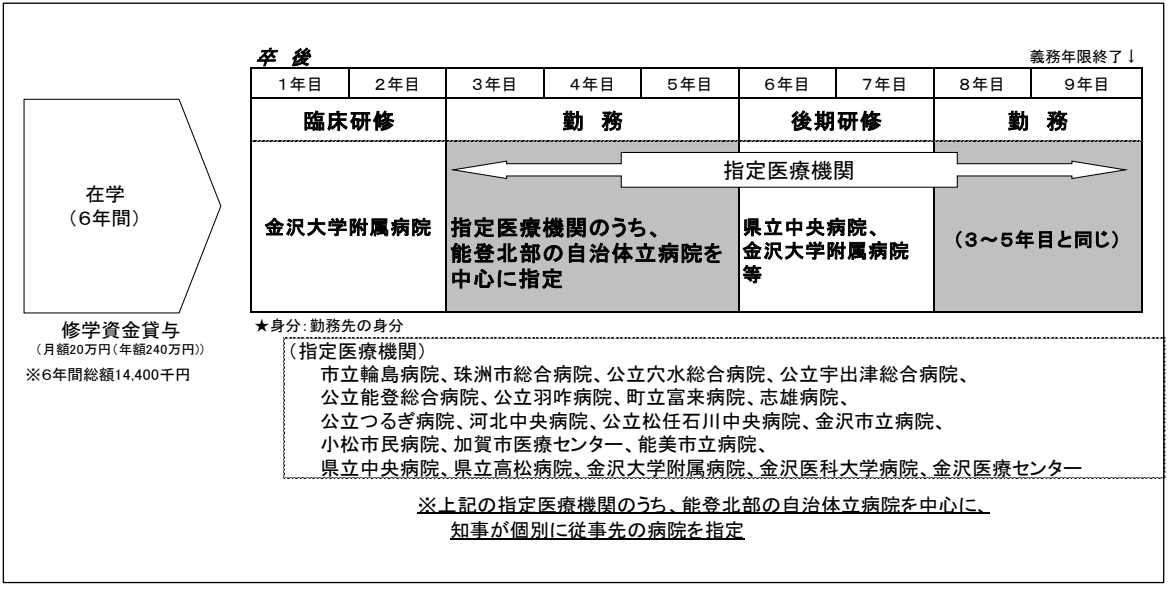 卒 後
義務年限終了↓
1年目 2年目 3年目 4年目 5年目 6年目 7年目 8年目 9年目
臨床研修 勤 務 後期研修 勤 務
指定医療機関
在学
(6年間)
金沢大学附属病院
指定医療機関のうち、
能登北部の自治体立病院を
中心に指定
県立中央病院、
金沢大学附属病院
等
(3～5年目と同じ)
修学資金貸与
(月額20万円(年額240万円))
※6年間総額14,400千円
★身分:勤務先の身分
(指定医療機関)
市立輪島病院、珠洲市総合病院、公立穴水総合病院、公立宇出津総合病院、
公立能登総合病院、公立羽咋病院、町立富来病院、志雄病院、
公立つるぎ病院、河北中央病院、公立松任石川中央病院、金沢市立病院、
小松市民病院、加賀市医療センター、能美市立病院、
県立中央病院、県立高松病院、金沢大学附属病院、金沢医科大学病院、金沢医療センター
※上記の指定医療機関のうち、能登北部の自治体立病院を中心に、
知事が個別に従事先の病院を指定